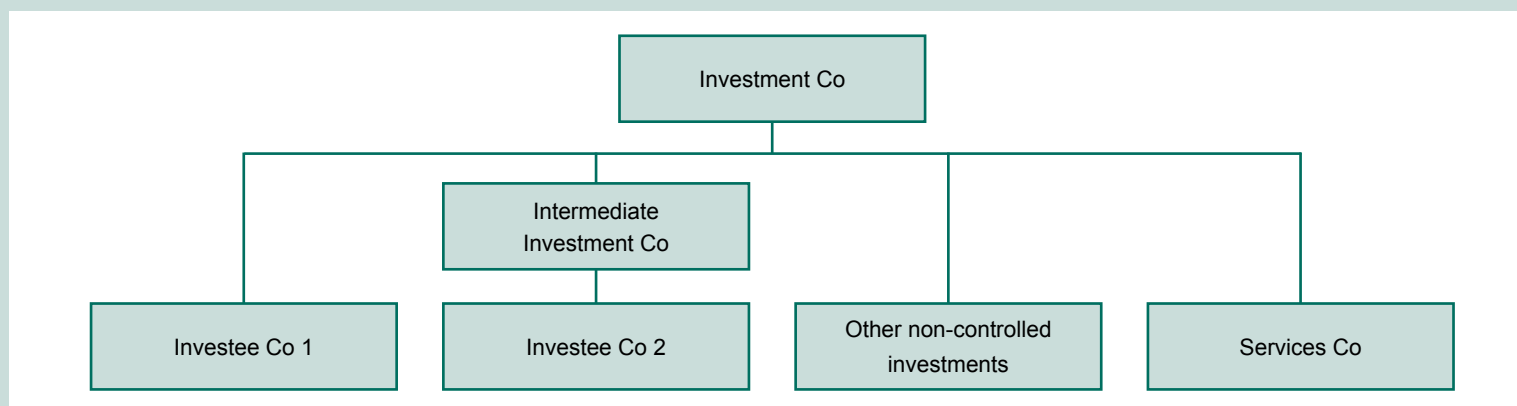 Investment Co
Intermediate
Investment Co
Investee Co 1
Investee Co 2
Other non-controlled
investments
Services Co